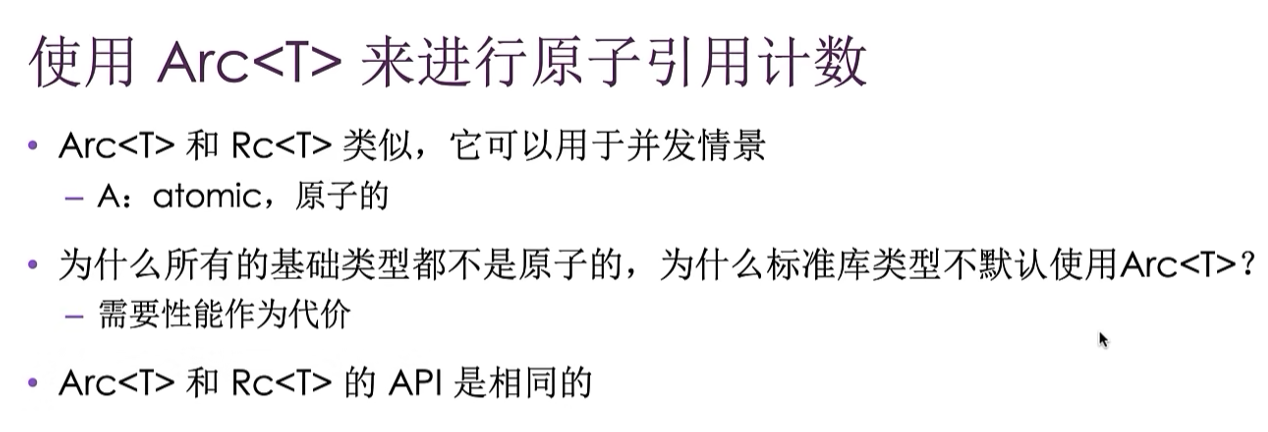 使用 Arc<T> 来进行原子引用计数
• Arc<T> 和 Rc<T> 类似，它可以用于并发情景
– A：atomic，原子的
• 为什么所有的基础类型都不是原子的，为什么标准库类型不默认使用Arc<T>？
– 需要性能作为代价
• Arc<T> 和 Rc<T> 的 API 是相同的